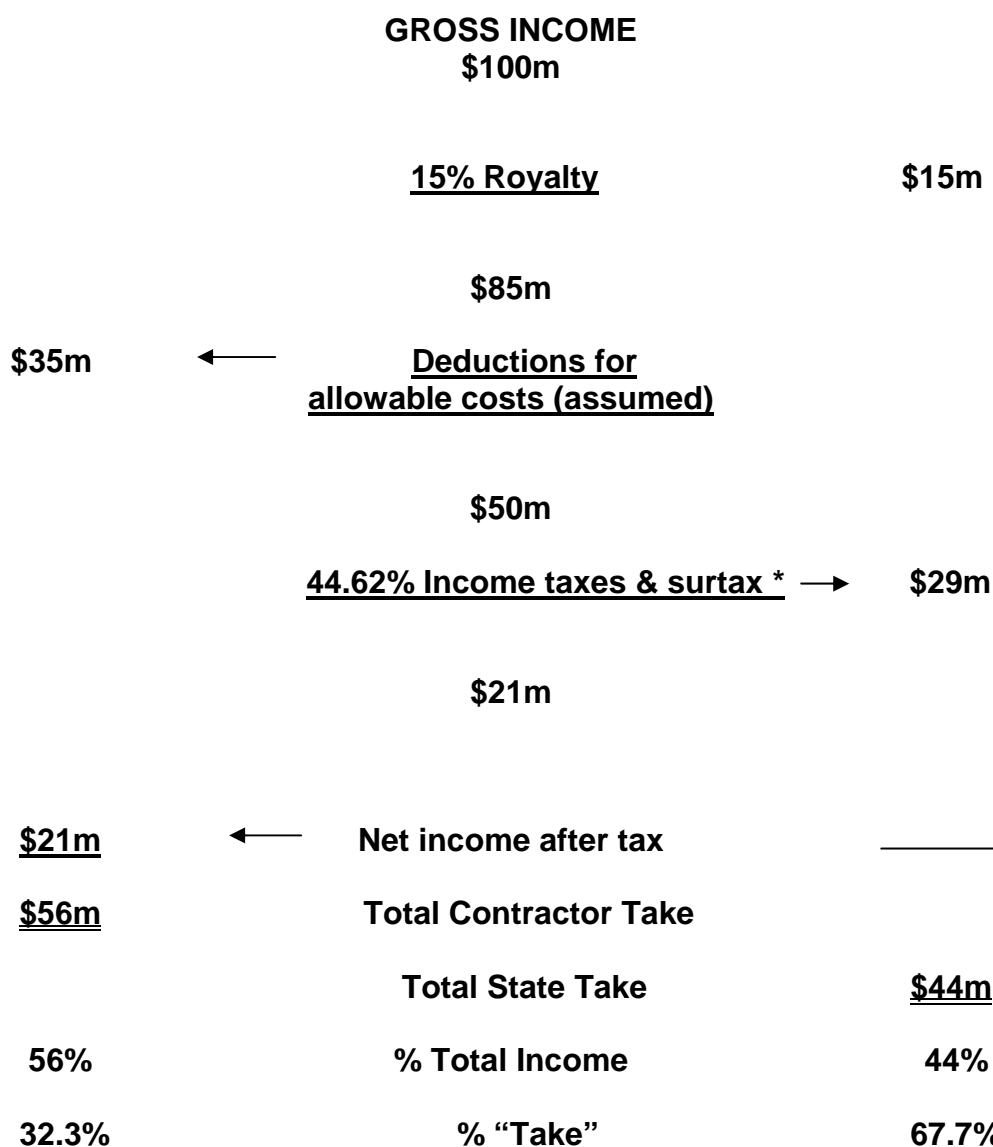 GROSS INCOME
$100m
15% Royalty $15m
$85m
$35m Deductions for
allowable costs (assumed)
$50m
44.62% Income taxes & surtax * $29m
$21m
$21m Net income after tax
$56m Total Contractor Take
Total State Take $44m
56% % Total Income 44%
32.3% % “Take” 67.7%